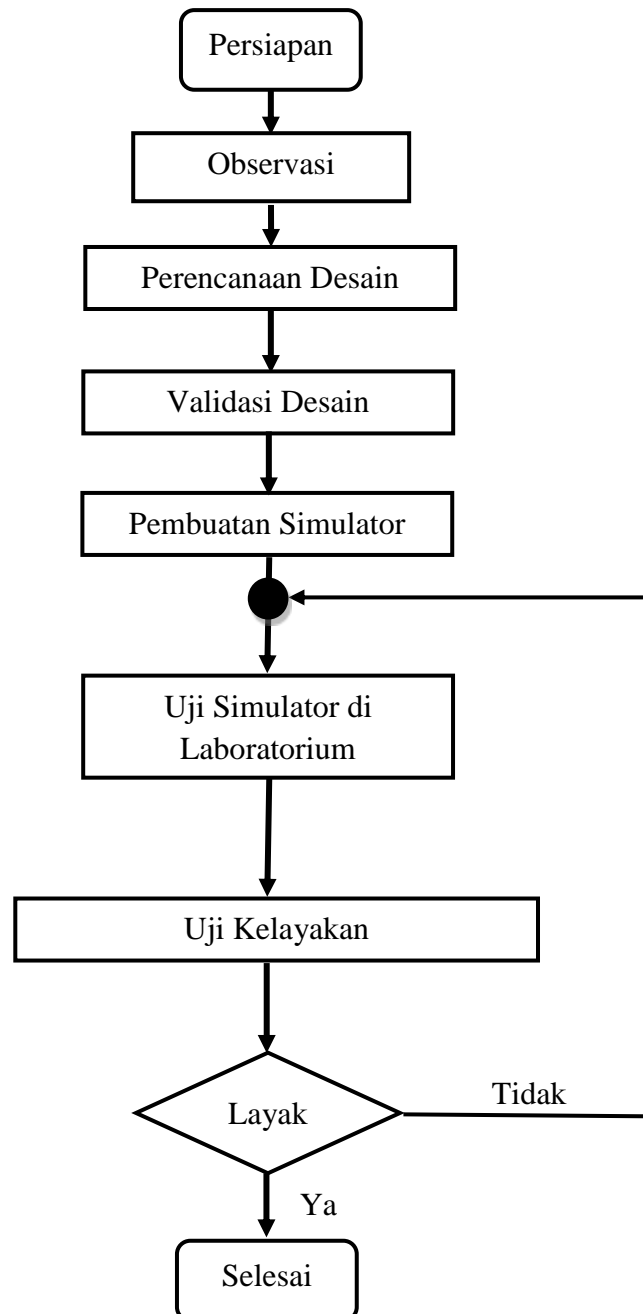 Persiapan
Observasi
Perencanaan Desain
Validasi Desain
Pembuatan Simulator
Uji Simulator di
Laboratorium
Uji Kelayakan
Layak
Tidak
Ya
Selesai